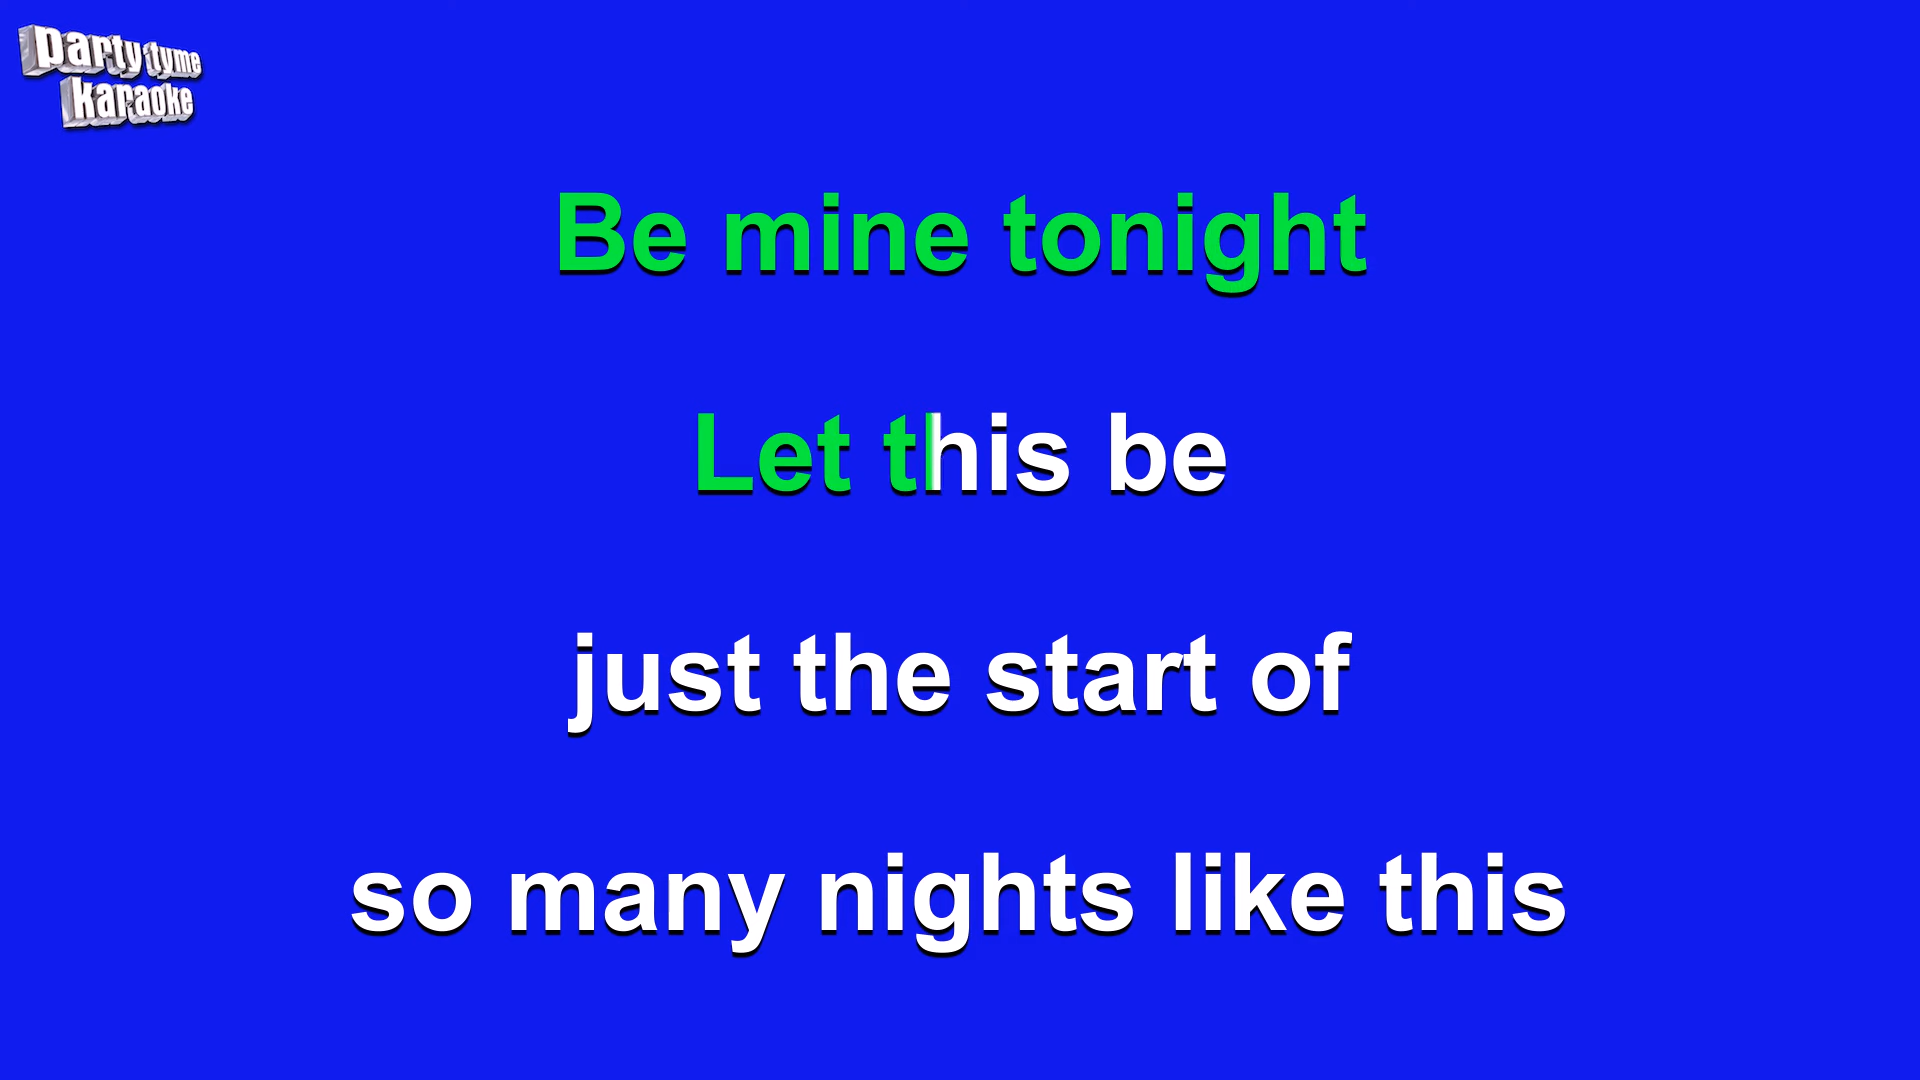 party tyme
karaoke
Be mine tonight
Let this be
just the start of
so many nights like this